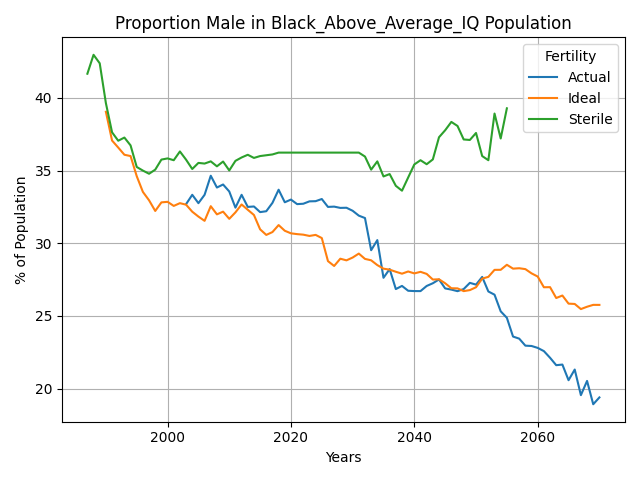 Proportion Male in Black_Above_Average_IQ Population
% of Population
40
35
30
25
20
Fertility
Actual
Ideal
Sterile
2000
2020
2040
2060
Years